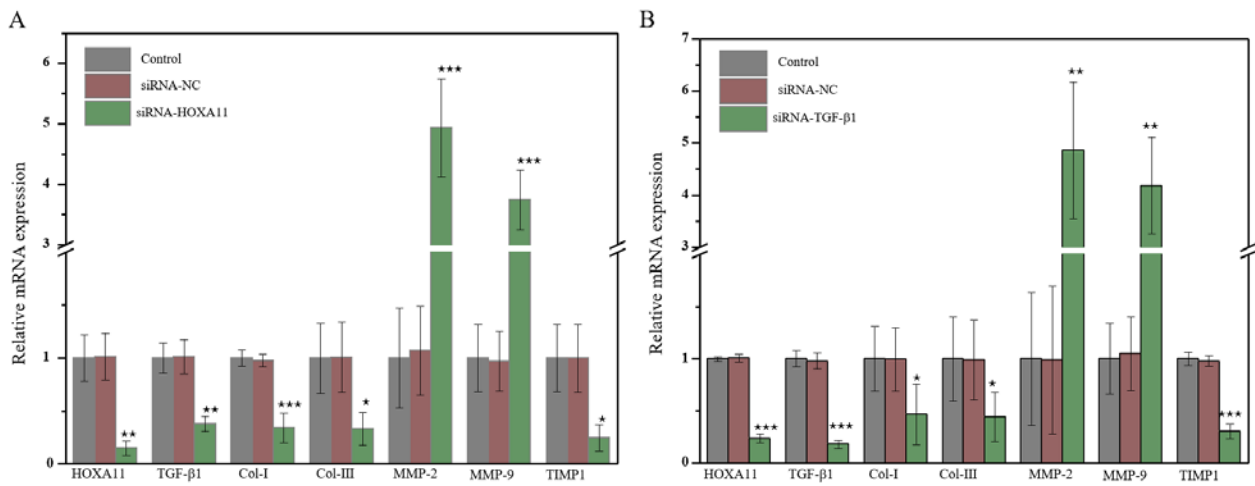 A
Relative mRNA expression
6
5
4
3
1
0
Control
siRNA-NC
siRNA-HOXA11
★★
★★
★★★
★
★★★
★★★
★
HOXA11 TGF-β1 Col-I Col-III MMP-2 MMP-9 TIMP1
B
Relative mRNA expression
7
6
5
4
3
1
0
Control
siRNA-NC
siRNA-TGF-β1
★★★
★★★
★
★
★★
★★
★★★
HOXA11 TGF-β1 Col-I Col-III MMP-2 MMP-9 TIMP1